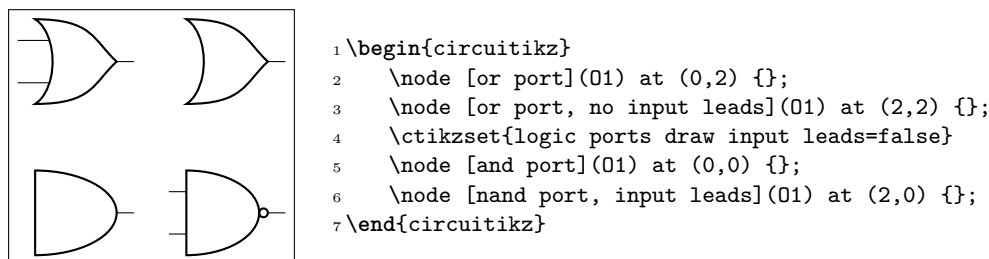 1 \begin{circuitikz}
2 \node [or port](O1) at (0,2) {};
3 \node [or port, no input leads](O1) at (2,2) {};
4 \ctikzset{logic ports draw input leads=false}
5 \node [and port](O1) at (0,0) {};
6 \node [nand port, input leads](O1) at (2,0) {};
7 \end{circuitikz}